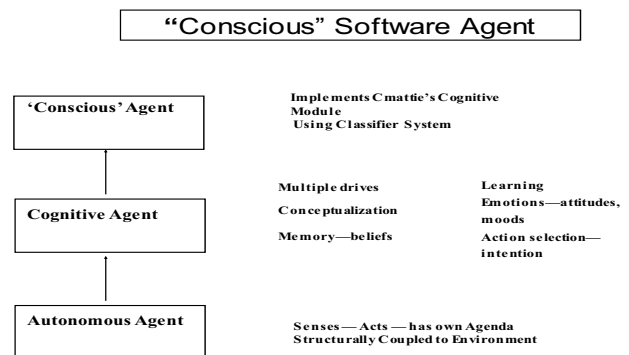 “Conscious” Software Agent
‘Conscious’ Agent
Implements Cmattie’s Cognitive
Module
Using Classifier System
Cognitive Agent
Multiple drives
Conceptualization
Memory—beliefs
Learning
Emotions—attitudes,
moods
Action selection—
intention
Autonomous Agent
Senses — Acts — has own Agenda
Structurally Coupled to Environment